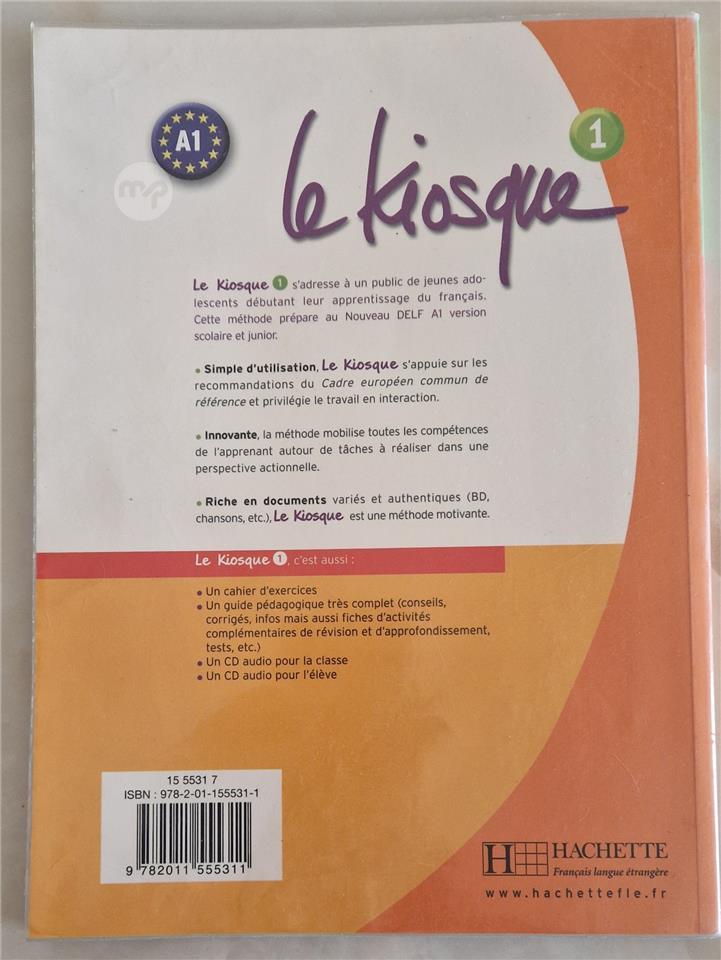 A1
mp
le Kiosque 1
Le Kiosque 1 s'adresse à un public de jeunes ado-
lescents débutant leur apprentissage du français.
Cette méthode prépare au Nouveau DELF A1 version
scolaire et junior.
• Simple d'utilisation, Le Kiosque s'appuie sur les
recommandations du Cadre européen commun de
référence et privilégie le travail en interaction.
• Innovante, la méthode mobilise toutes les compétences
de l'apprenant autour de tâches à réaliser dans une
perspective actionnelle.
• Riche en documents variés et authentiques (BD,
chansons, etc.), Le Kiosque est une méthode motivante.
Le Kiosque 1, c'est aussi :
• Un cahier d'exercices
• Un guide pédagogique très complet (conseils,
corrigés, infos mais aussi fiches d'activités
complémentaires de révision et d'approfondissement,
tests, etc.)
• Un CD audio pour la classe
• Un CD audio pour l'élève
15 5531 7
ISBN : 978-2-01-155531-1
9 782011 555311
H HACHETTE
Français langue étrangère
www.hachettefle.fr